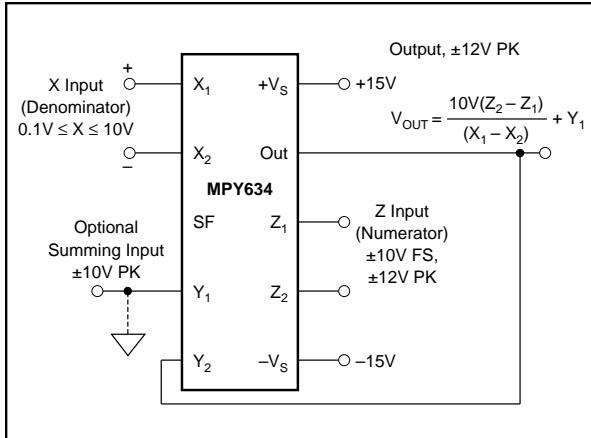 Output, ±12V PK
X Input
(Denominator)
0.1V ≤ X ≤ 10V
+
–
X₁
+Vₛ
+15V
V_OUT = 10V(Z₂ – Z₁) / (X₁ – X₂) + Y₁
X₂
Out
MPY634
Optional
Summing Input
±10V PK
SF
Z₁
Z Input
(Numerator)
±10V FS,
±12V PK
Y₁
Z₂
Y₂
–Vₛ
–15V